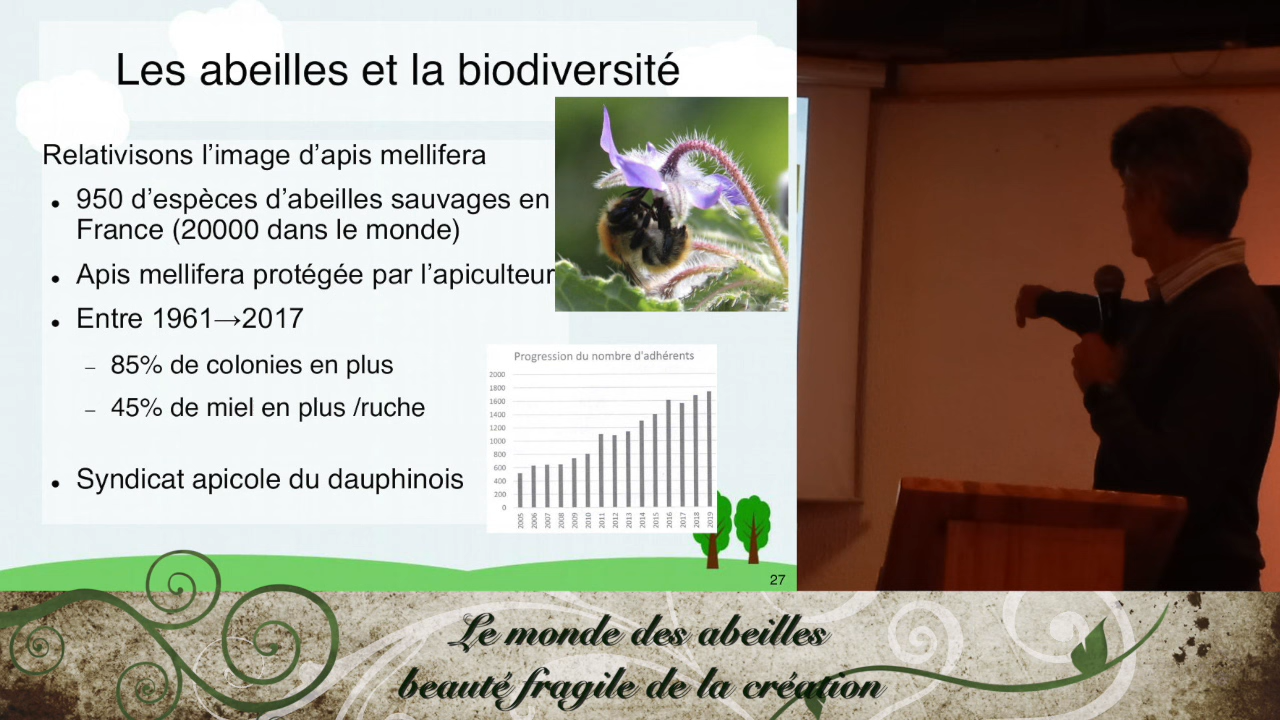 Les abeilles et la biodiversité
Relativisons l’image d’apis mellifera
• 950 d’espèces d’abeilles sauvages en
France (20000 dans le monde)
• Apis mellifera protégée par l’apiculteur
• Entre 1961→2017
– 85% de colonies en plus
– 45% de miel en plus /ruche
• Syndicat apicole du dauphinois
Progression du nombre d'adhérents
2000
1800
1600
1400
1200
1000
800
600
400
200
0
2005 2006 2007 2008 2009 2010 2011 2012 2013 2014 2015 2016 2017 2018 2019
27
Le monde des abeilles
beauté fragile de la création